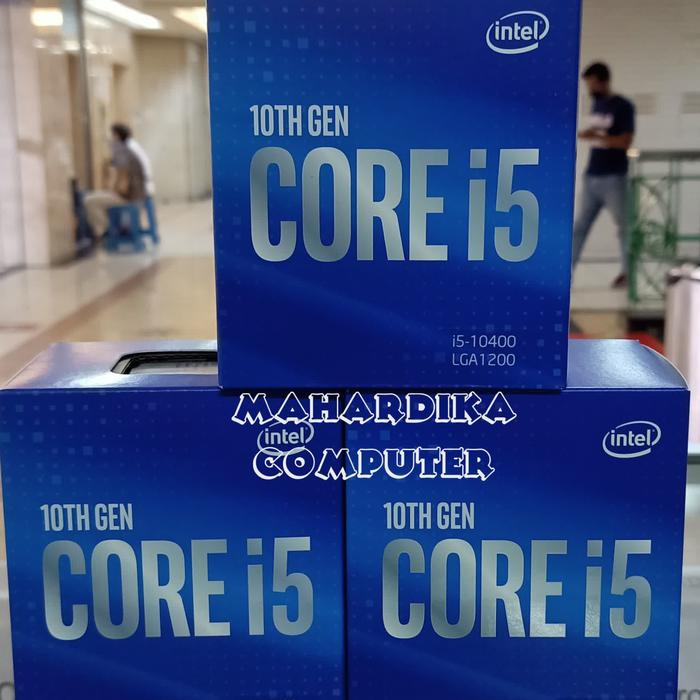 intel
10TH GEN
CORE i5
i5-10400
LGA1200
MAHARDIKA
COMPUTER
intel
10TH GEN
CORE i5
intel
10TH GEN
CORE i5